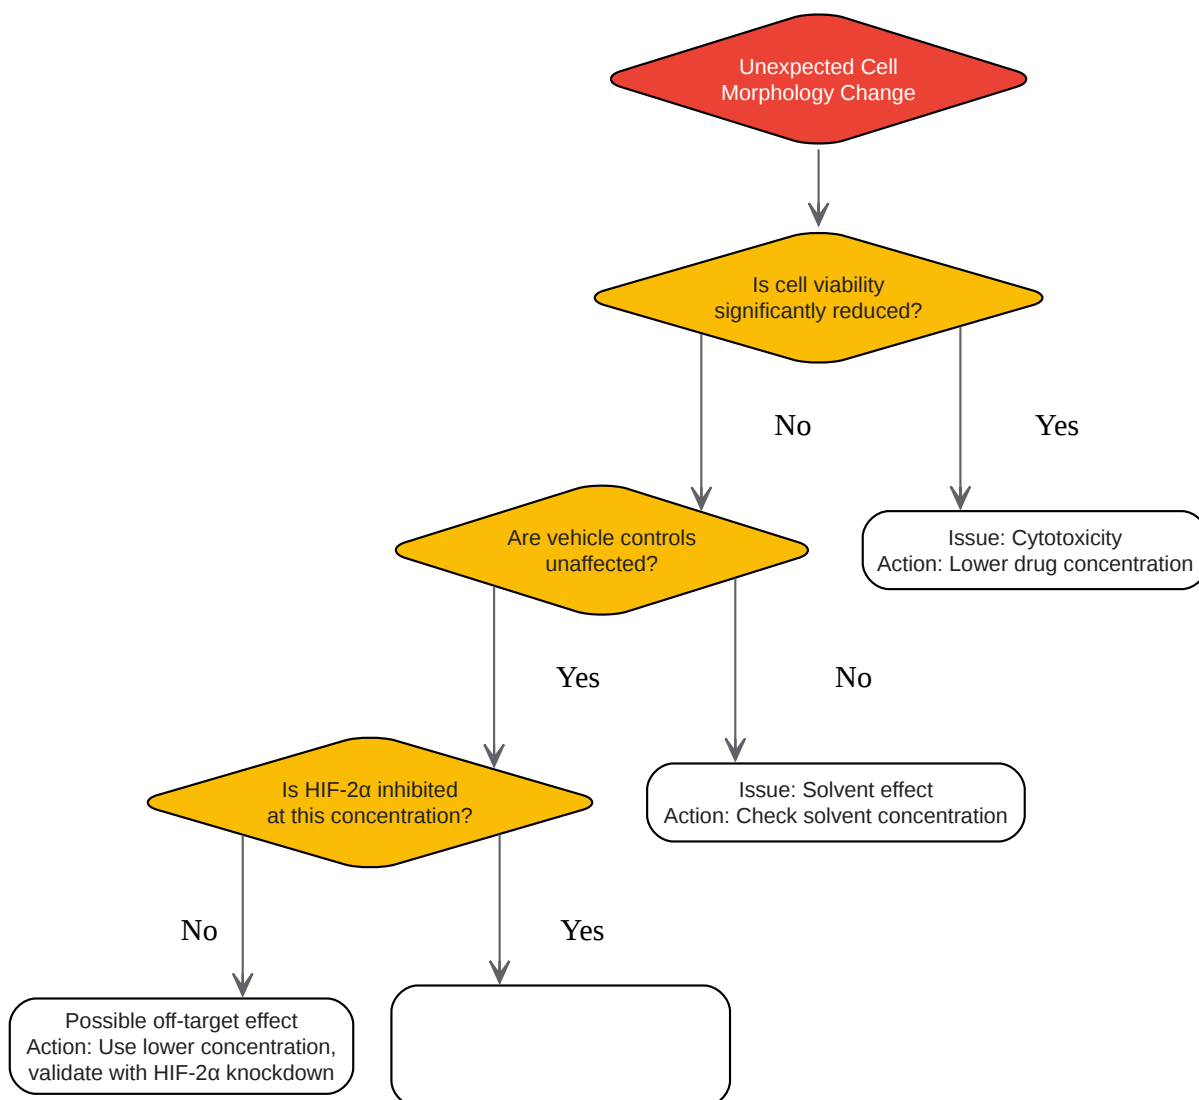 Unexpected Cell
Morphology Change
Is cell viability
significantly reduced?
No
Yes
Are vehicle controls
unaffected?
Issue: Cytotoxicity
Action: Lower drug concentration
Yes
No
Is HIF-2α inhibited
at this concentration?
Issue: Solvent effect
Action: Check solvent concentration
No
Yes
Possible off-target effect
Action: Use lower concentration,
validate with HIF-2α knockdown